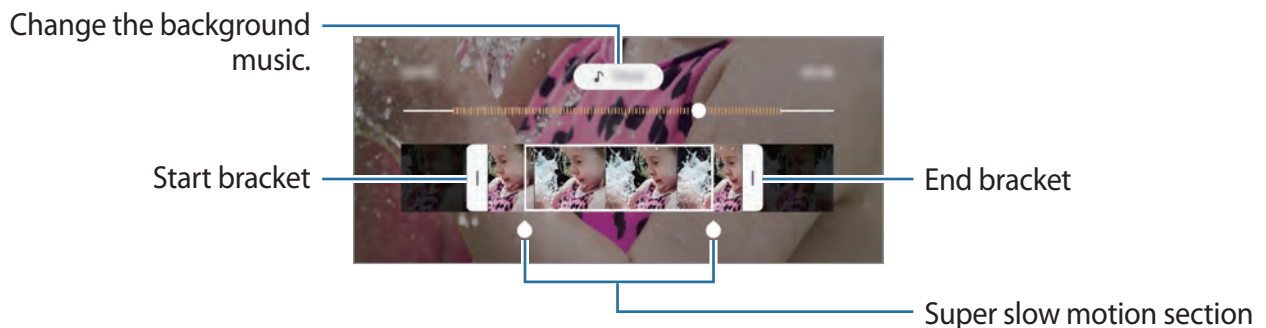 Change the background
music.
Start bracket
End bracket
Super slow motion section